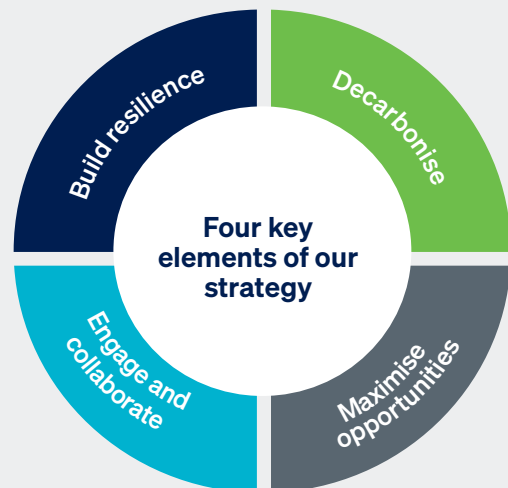 Build resilience
Decarbonise
Four key
elements of our
strategy
Engage and
collaborate
Maximise
opportunities